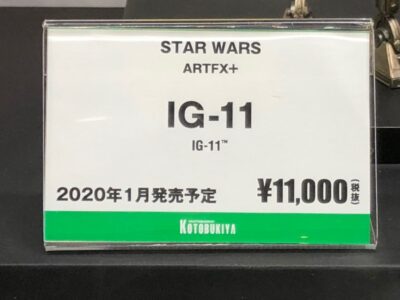 STAR WARS
ARTFX+
IG-11
IG-11™
2020年1月発売予定 ¥11,000(税抜)
KOTOBUKIYA